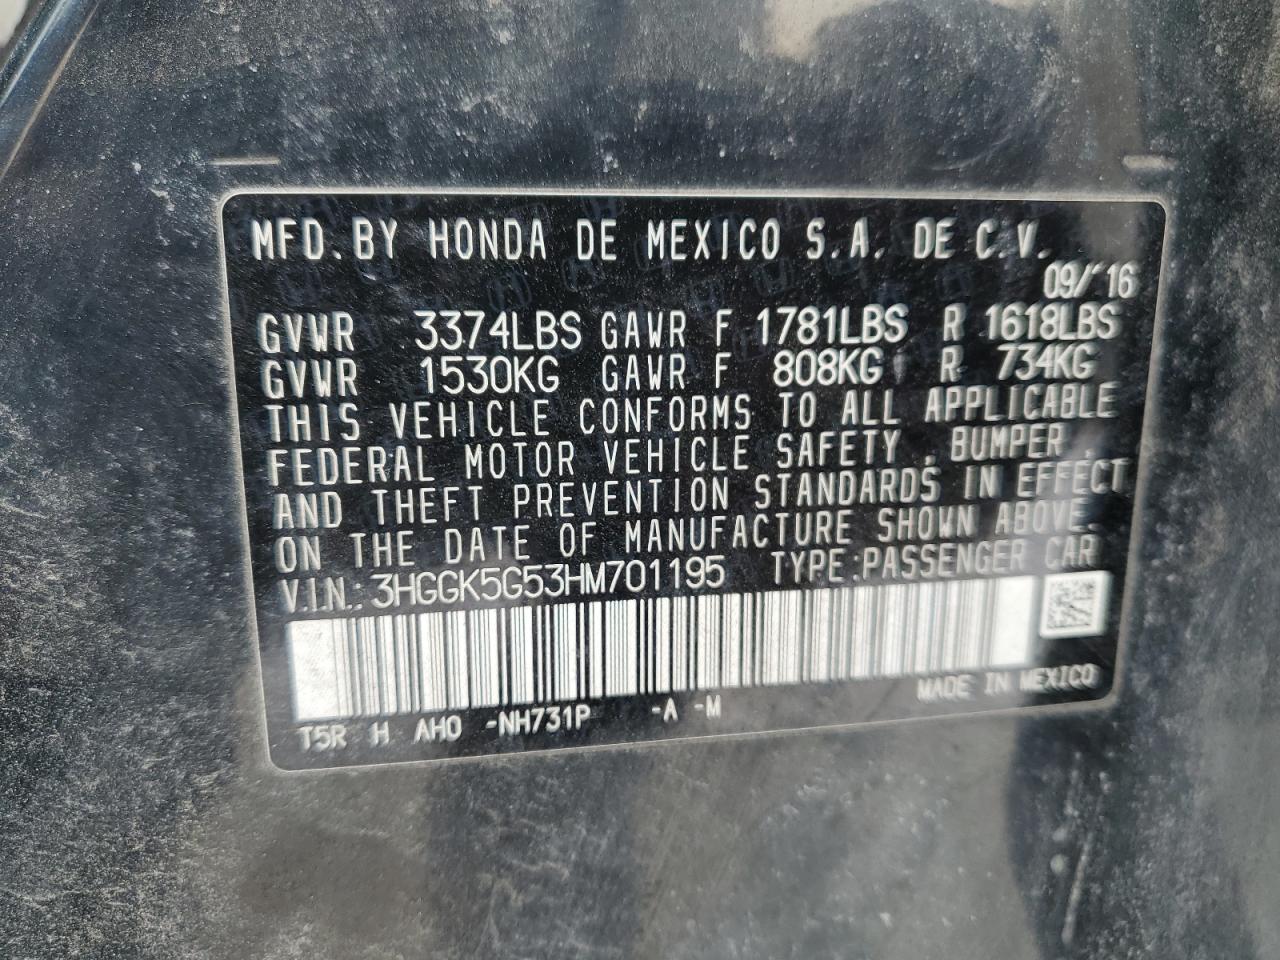 MFD. BY HONDA DE MEXICO S.A. DE C.V.
09/'16
GVWR 3374LBS GAWR F 1781LBS R 1618LBS
GVWR 1530KG GAWR F 808KG R 734KG
THIS VEHICLE CONFORMS TO ALL APPLICABLE
FEDERAL MOTOR VEHICLE SAFETY , BUMPER ,
AND THEFT PREVENTION STANDARDS IN EFFECT
ON THE DATE OF MANUFACTURE SHOWN ABOVE.
V.I.N.: 3HGGK5G53HM701195 TYPE:PASSENGER CAR
MADE IN MEXICO
T5R H AH0 -NH731P -A -M